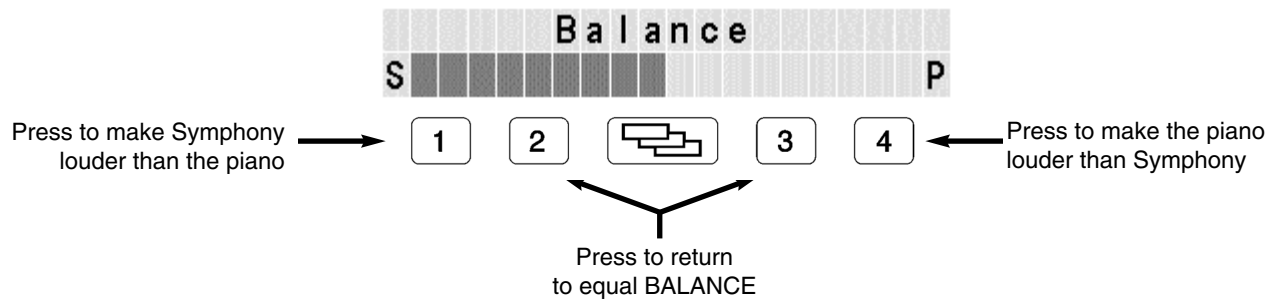 Balance
S P
Press to make Symphony
louder than the piano
1 2 3 4
Press to make the piano
louder than Symphony
Press to return
to equal BALANCE